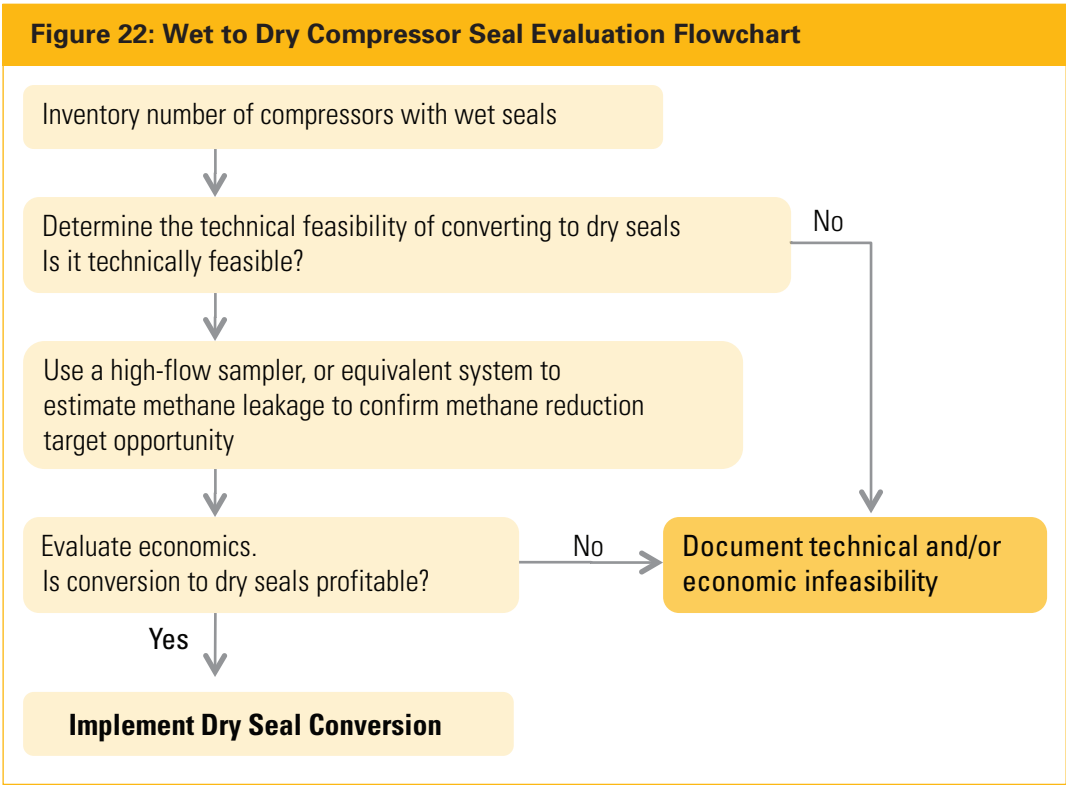 Figure 22: Wet to Dry Compressor Seal Evaluation Flowchart
Inventory number of compressors with wet seals
Determine the technical feasibility of converting to dry seals
Is it technically feasible?
No
Use a high-flow sampler, or equivalent system to
estimate methane leakage to confirm methane reduction
target opportunity
Evaluate economics.
Is conversion to dry seals profitable?
No
Document technical and/or
economic infeasibility
Yes
Implement Dry Seal Conversion